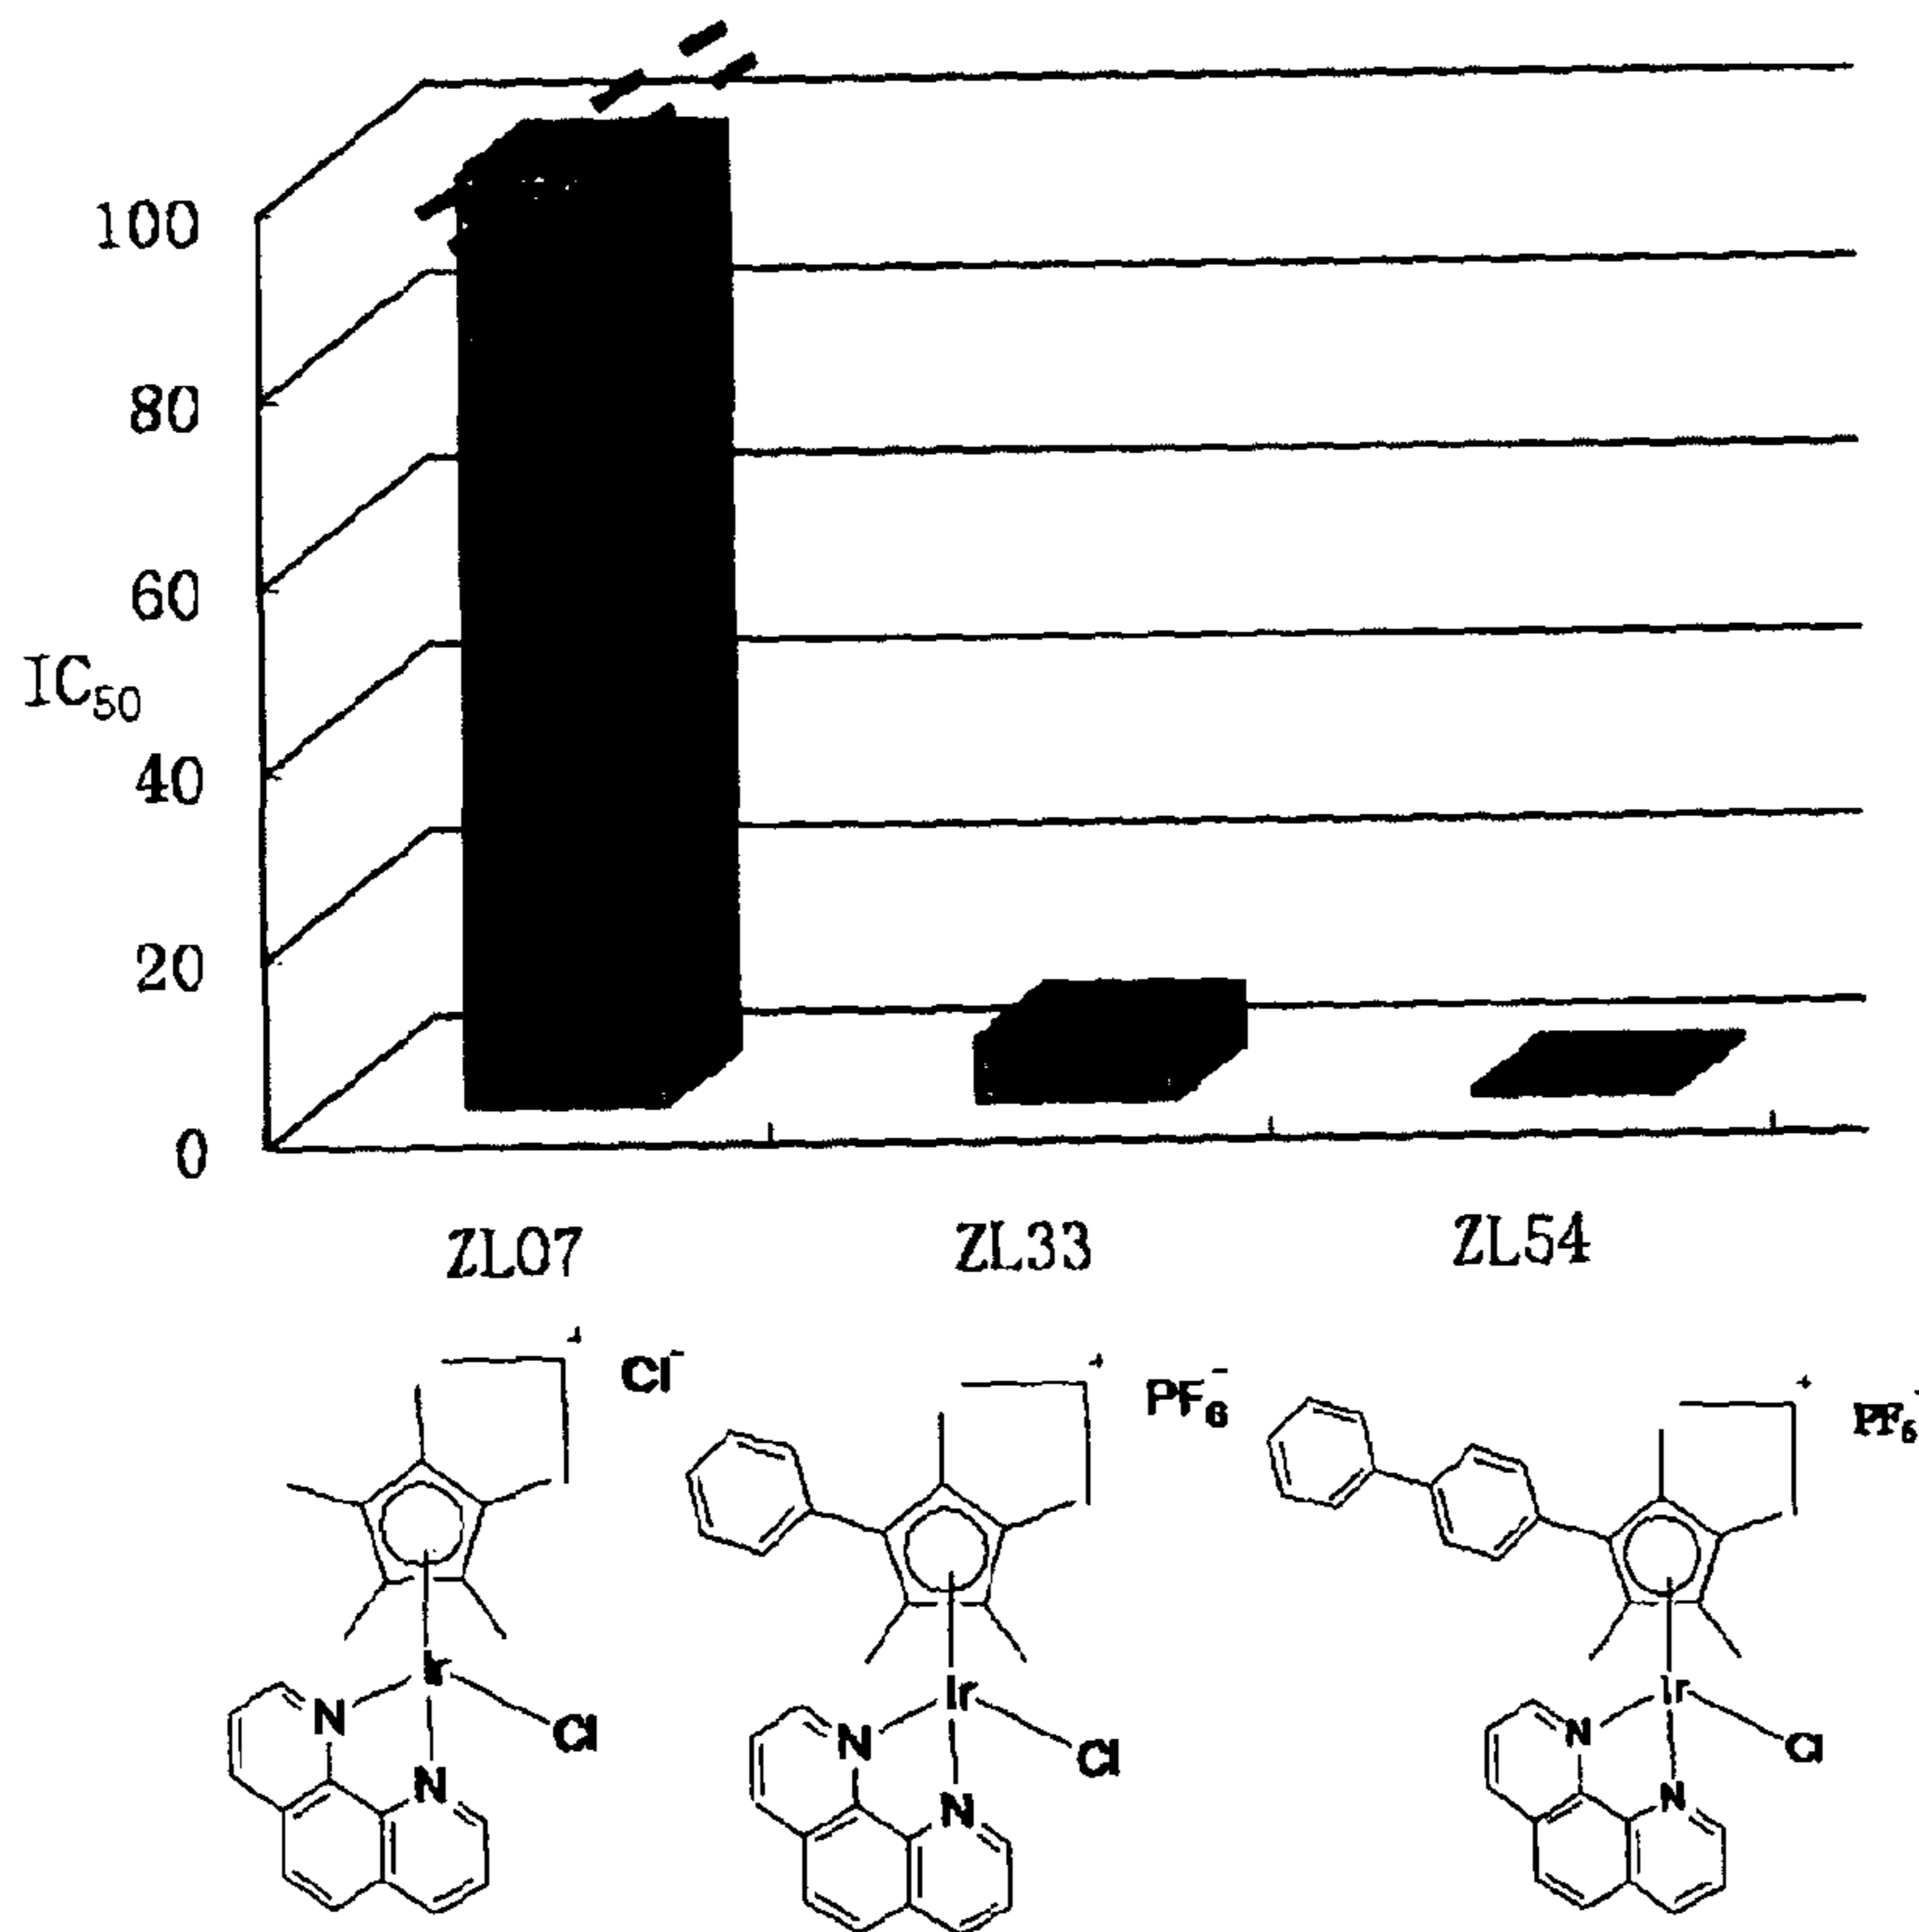 100
80
60
IC₅₀
40
20
0
ZL07 ZL33 ZL54
+ Cl⁻ + PF₆⁻ + PF₆⁻
Ir Ir Ir
N Cl N Cl N Cl
N N N